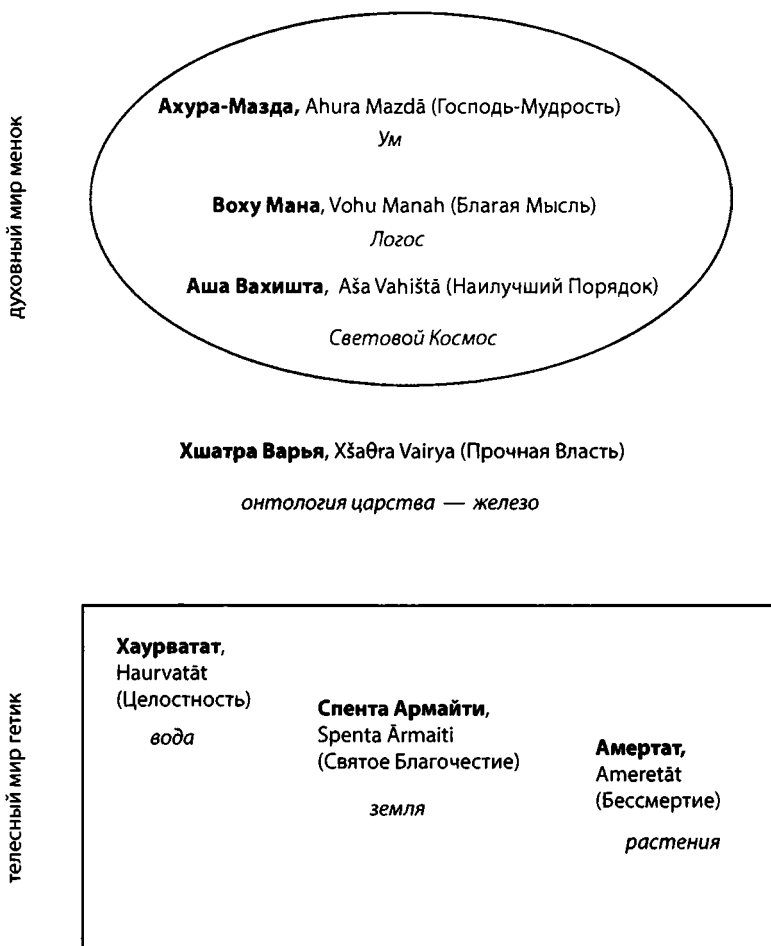 духовный мир менок
Ахура-Мазда, Ahura Mazdā (Господь-Мудрость)
Ум
Воху Мана, Vohu Manah (Благая Мысль)
Логос
Аша Вахишта, Aša Vahištā (Наилучший Порядок)
Световой Космос
Хшатра Варья, Xšaθra Vairya (Прочная Власть)
онтология царства — железо
телесный мир гетик
Хаурватат,
Haurvatāt
(Целостность)
вода
Спента Армайти,
Spenta Ārmaiti
(Святое Благочестие)
земля
Амертат,
Ameretāt
(Бессмертие)
растения